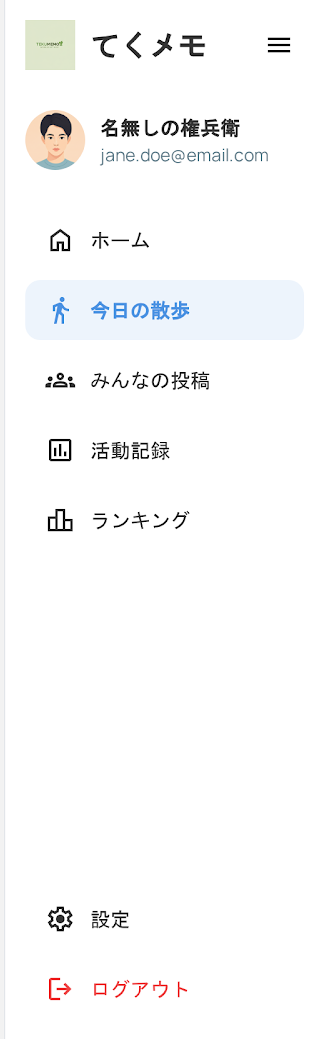 TEKUMEMO
てくメモ
名無しの権兵衛
jane.doe@email.com
ホーム
今日の散歩
みんなの投稿
活動記録
ランキング
設定
ログアウト